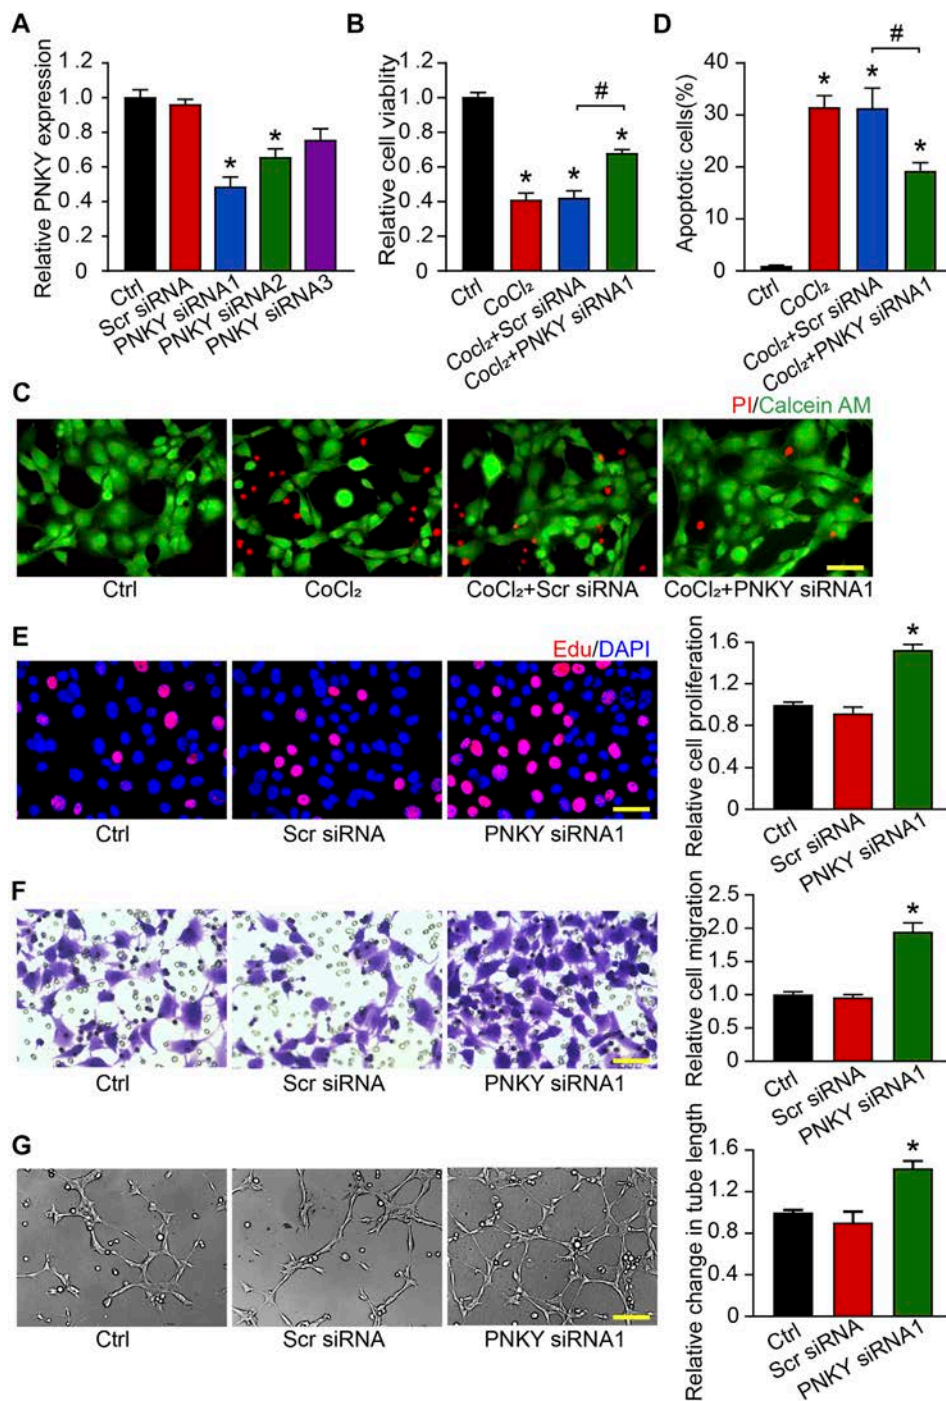 A
Relative PNKY expression
1.2
1.0
0.8
0.6
0.4
0.2
0
*
*
Ctrl
Scr siRNA
PNKY siRNA1
PNKY siRNA2
PNKY siRNA3
B
Relative cell viablity
1.2
1.0
0.8
0.6
0.4
0.2
0
*
*
*
#
Ctrl
CoCl₂
Cocl₂+Scr siRNA
Cocl₂+PNKY siRNA1
D
Apoptotic cells(%)
40
30
20
10
0
*
*
*
#
Ctrl
CoCl₂
Cocl₂+Scr siRNA
Cocl₂+PNKY siRNA1
C
PI/Calcein AM
Ctrl
CoCl₂
CoCl₂+Scr siRNA
CoCl₂+PNKY siRNA1
E
Edu/DAPI
Ctrl
Scr siRNA
PNKY siRNA1
Relative cell proliferation
1.6
1.2
0.8
0.4
0
*
Ctrl
Scr siRNA
PNKY siRNA1
F
Ctrl
Scr siRNA
PNKY siRNA1
Relative cell migration
2.5
2.0
1.5
1.0
0.5
0
*
Ctrl
Scr siRNA
PNKY siRNA1
G
Ctrl
Scr siRNA
PNKY siRNA1
Relative change in tube length
1.6
1.2
0.8
0.4
0
*
Ctrl
Scr siRNA
PNKY siRNA1